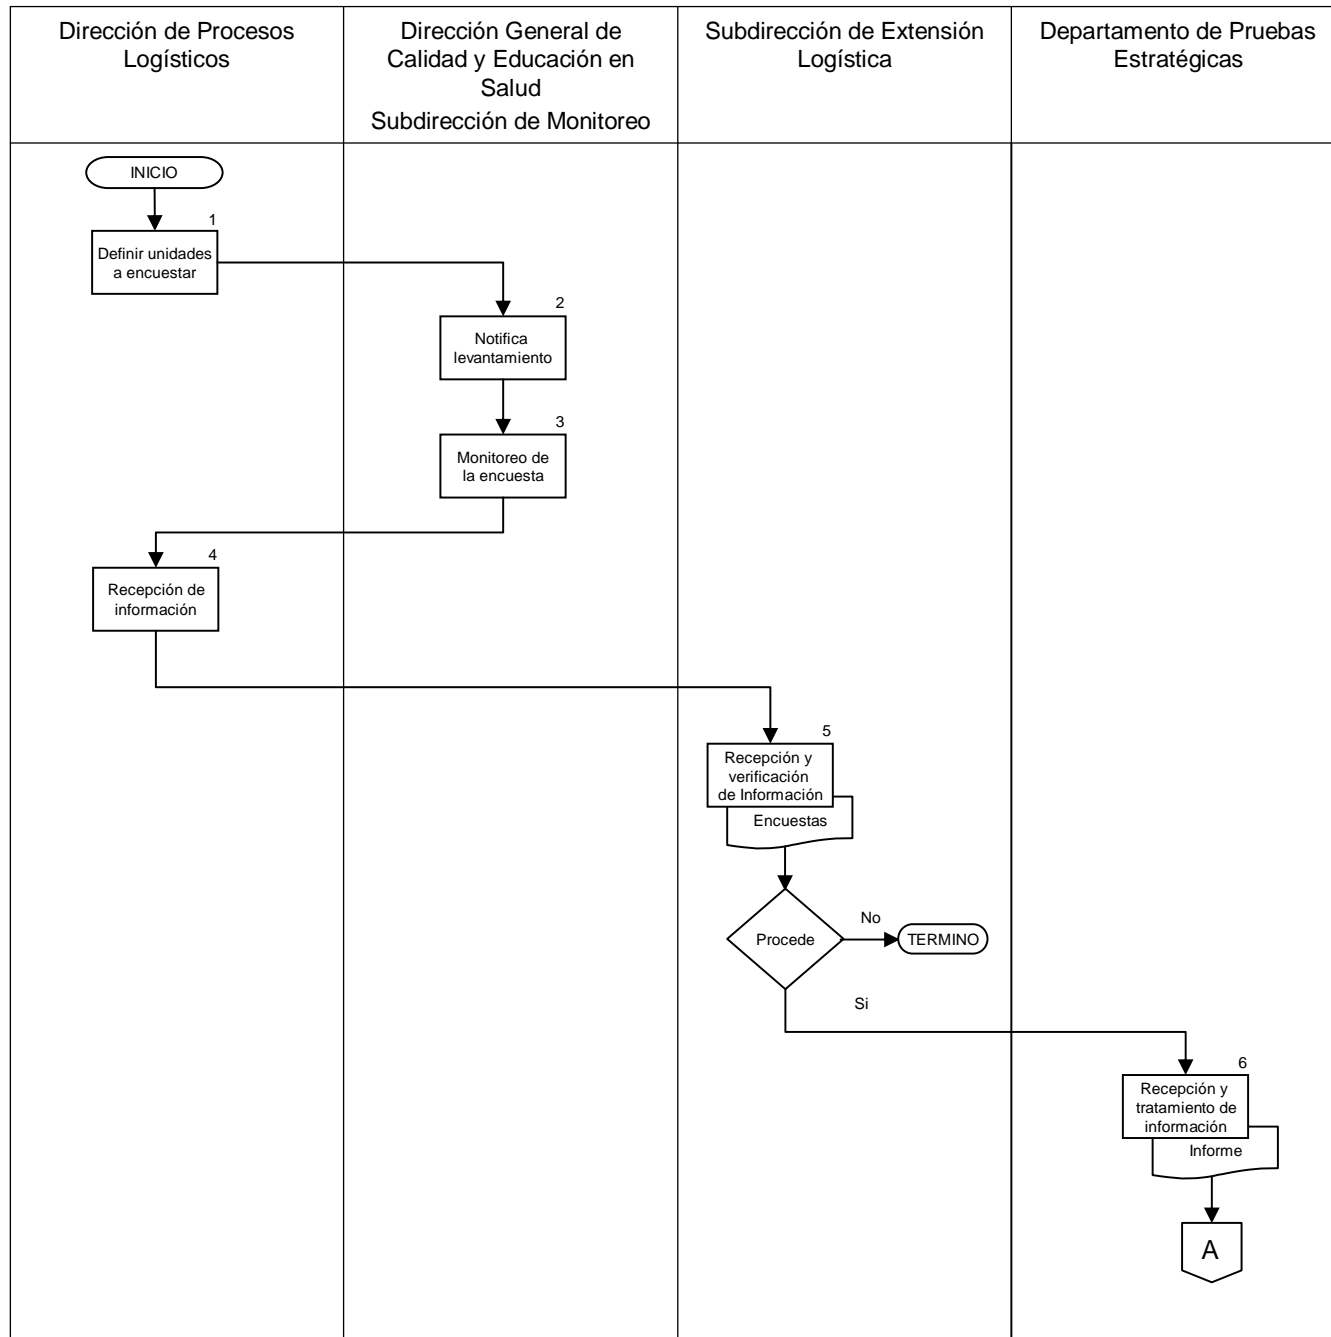 Dirección de Procesos
Logísticos
Dirección General de
Calidad y Educación en
Salud
Subdirección de Monitoreo
Subdirección de Extensión
Logística
Departamento de Pruebas
Estratégicas
INICIO
1
Definir unidades
a encuestar
2
Notifica
levantamiento
3
Monitoreo de
la encuesta
4
Recepción de
información
5
Recepción y
verificación
de Información
Encuestas
Procede
No
TERMINO
Si
6
Recepción y
tratamiento de
información
Informe
A